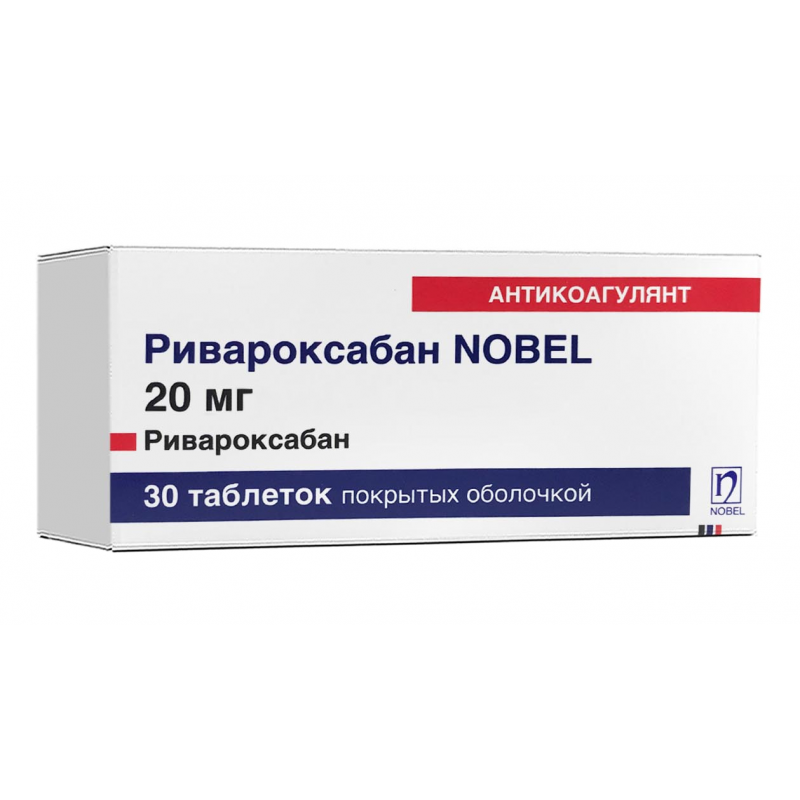 АНТИКОАГУЛЯНТ
Ривароксабан NOBEL
20 мг
Ривароксабан
30 таблеток покрытых оболочкой
n
NOBEL